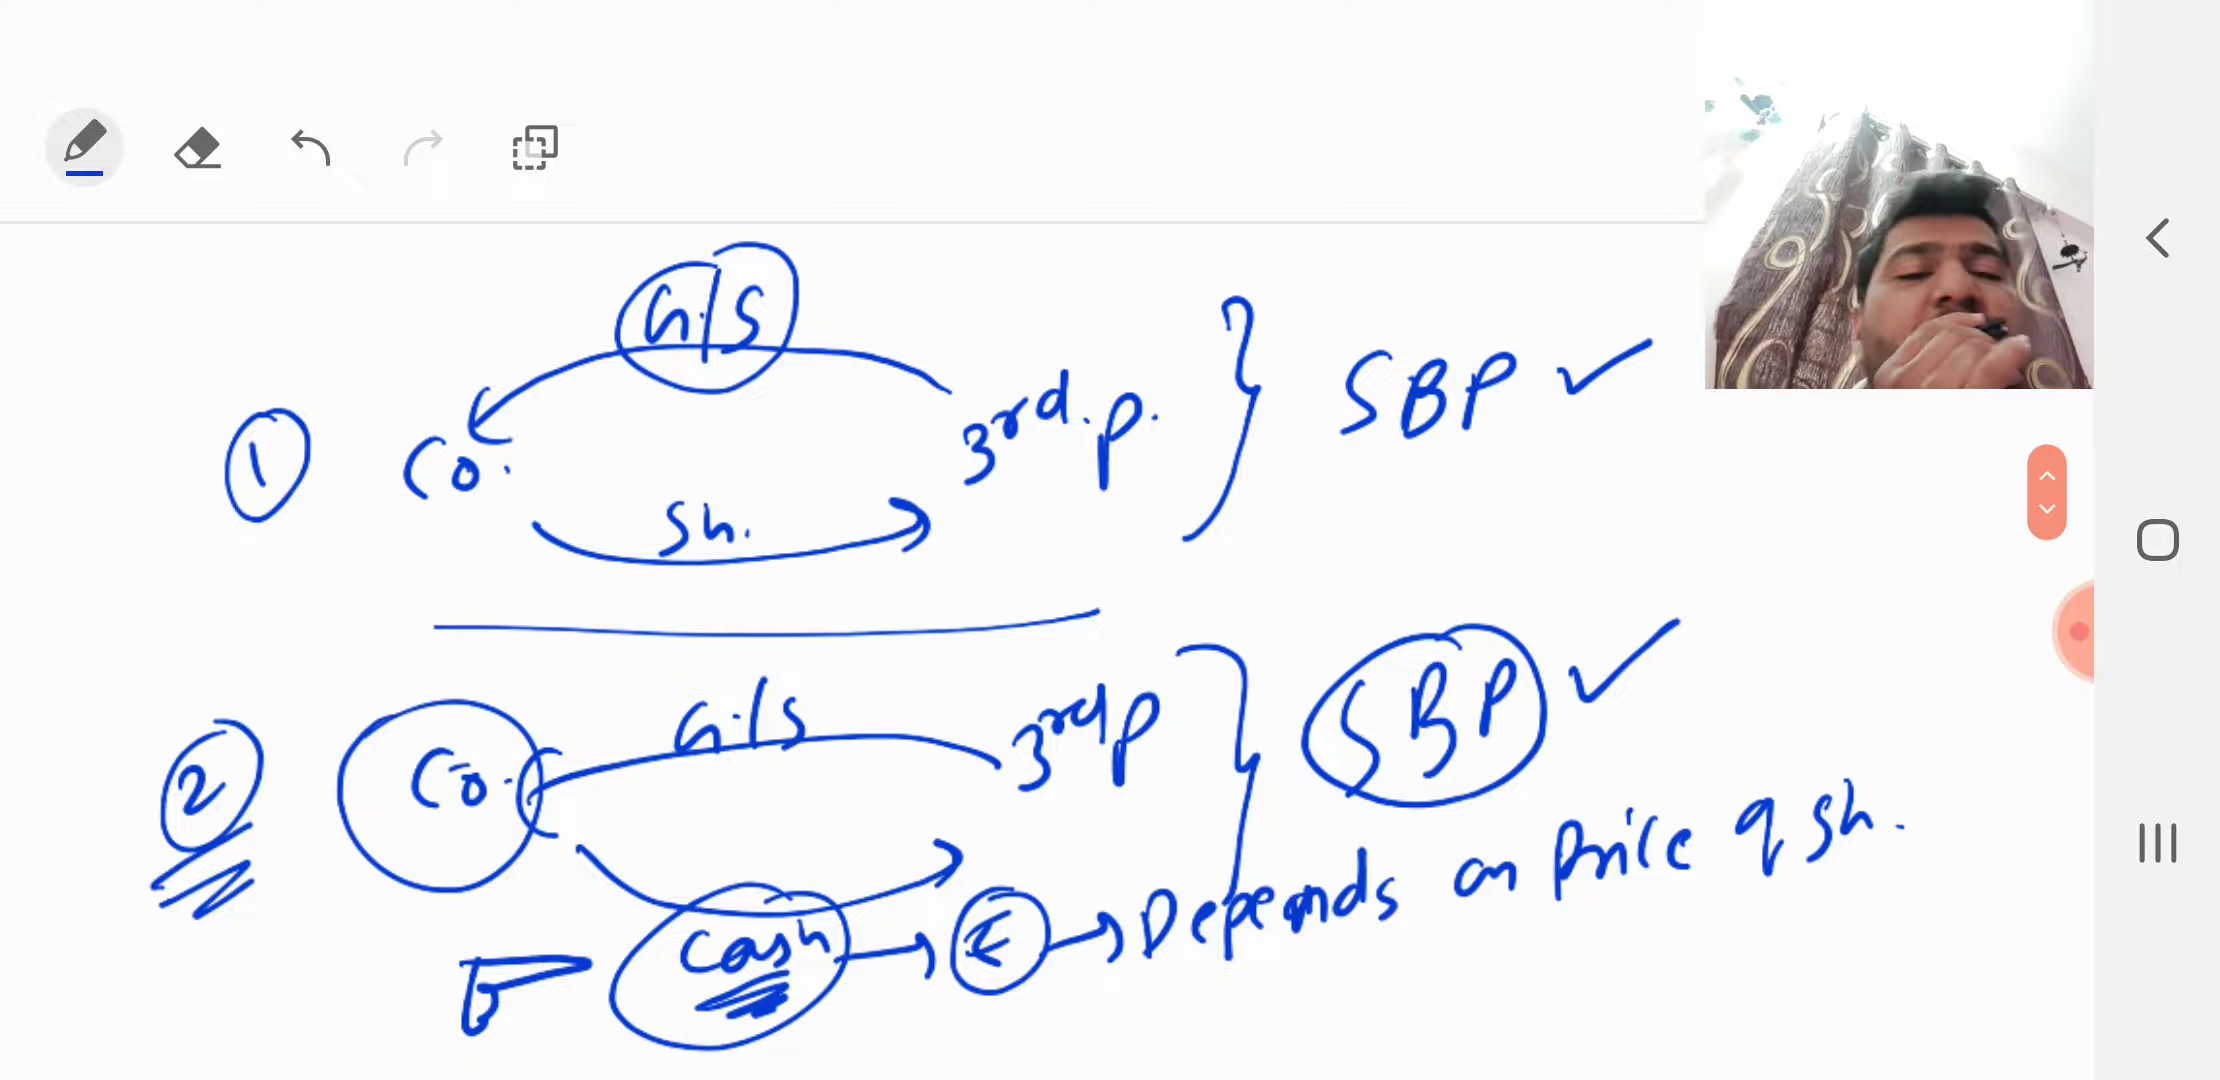 G/S
① Co. 3rd. p. SBP ✓
Sh.
② Co. G/S 3rd p SBP ✓
Cash → ₹ → Depends on Price of Sh.